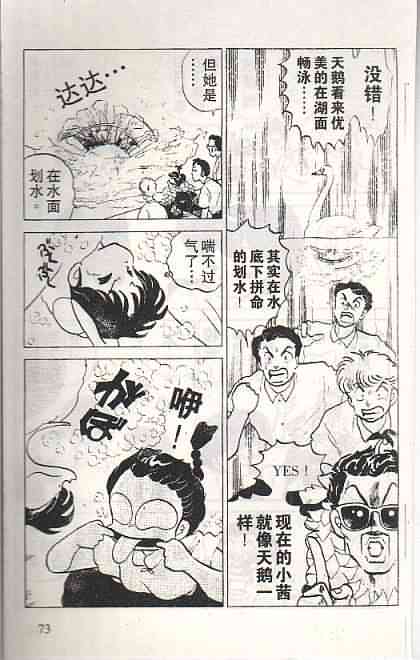 没错！
天鹅看来优
美的在湖面
畅泳……
其实在水
底下拼命
的划水！
YES！
现在的小茜
就像天鹅一
样！
但她是
……
达达…
在水面
划水。
喘不过
气了…
73